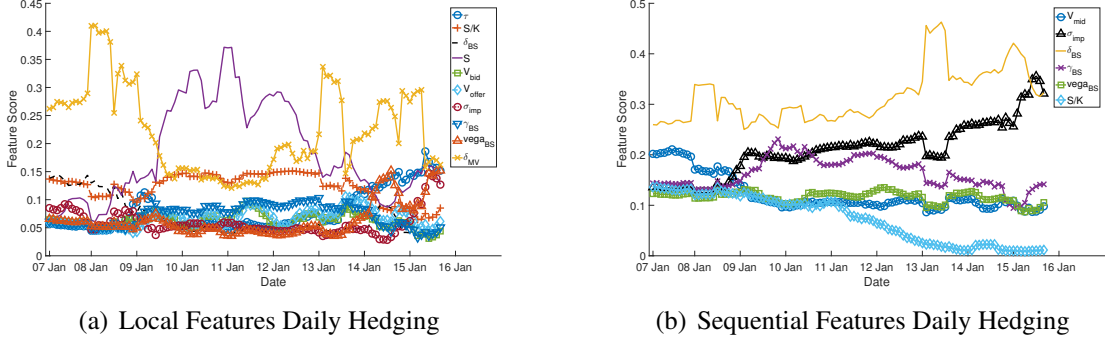 0.45
0.4
0.35
0.3
0.25
0.2
0.15
0.1
0.05
0
Feature Score
07 Jan 08 Jan 09 Jan 10 Jan 11 Jan 12 Jan 13 Jan 14 Jan 15 Jan 16 Jan
Date
τ
S/K
δBS
S
Vbid
Voffer
σimp
γBS
vegaBS
δMV
(a) Local Features Daily Hedging
0.5
0.4
0.3
0.2
0.1
0
Feature Score
07 Jan 08 Jan 09 Jan 10 Jan 11 Jan 12 Jan 13 Jan 14 Jan 15 Jan 16 Jan
Date
Vmid
σimp
δBS
γBS
vegaBS
S/K
(b) Sequential Features Daily Hedging